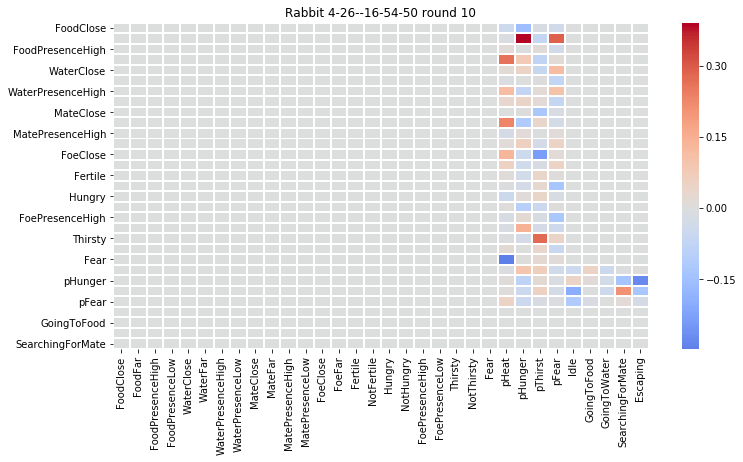 Rabbit 4-26--16-54-50 round 10
FoodClose
FoodPresenceHigh
WaterClose
WaterPresenceHigh
MateClose
MatePresenceHigh
FoeClose
Fertile
Hungry
FoePresenceHigh
Thirsty
Fear
pHunger
pFear
GoingToFood
SearchingForMate
FoodClose
FoodFar
FoodPresenceHigh
FoodPresenceLow
WaterClose
WaterFar
WaterPresenceHigh
WaterPresenceLow
MateClose
MateFar
MatePresenceHigh
MatePresenceLow
FoeClose
FoeFar
Fertile
NotFertile
Hungry
NotHungry
FoePresenceHigh
FoePresenceLow
Thirsty
NotThirsty
Fear
pHeat
pHunger
pThirst
pFear
Idle
GoingToFood
GoingToWater
SearchingForMate
Escaping
0.30
0.15
0.00
−0.15